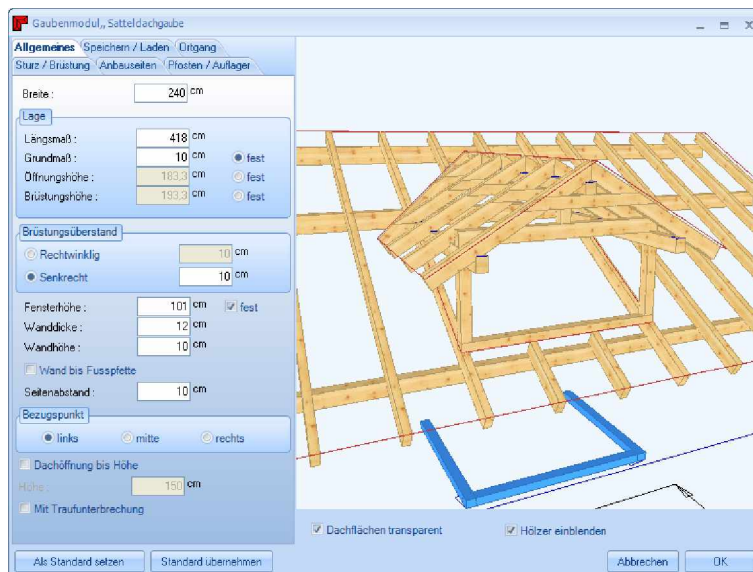 Gaubenmodul,, Satteldachgaube
Allgemeines Speichern / Laden Ortgang
Sturz / Brüstung Anbauseiten Pfosten / Auflager
Breite : 240 cm
Lage
Längsmaß : 418 cm
Grundmaß : 10 cm fest
Öffnungshöhe : 183,3 cm fest
Brüstungshöhe : 193,3 cm fest
Brüstungsüberstand
Rechtwinklig 10 cm
Senkrecht 10 cm
Fensterhöhe : 101 cm fest
Wanddicke : 12 cm
Wandhöhe : 10 cm
Wand bis Fusspfette
Seitenabstand : 10 cm
Bezugspunkt
links mitte rechts
Dachöffnung bis Höhe
Höhe : 150 cm
Mit Traufunterbrechung
Dachflächen transparent Hölzer einblenden
Als Standard setzen Standard übernehmen Abbrechen OK